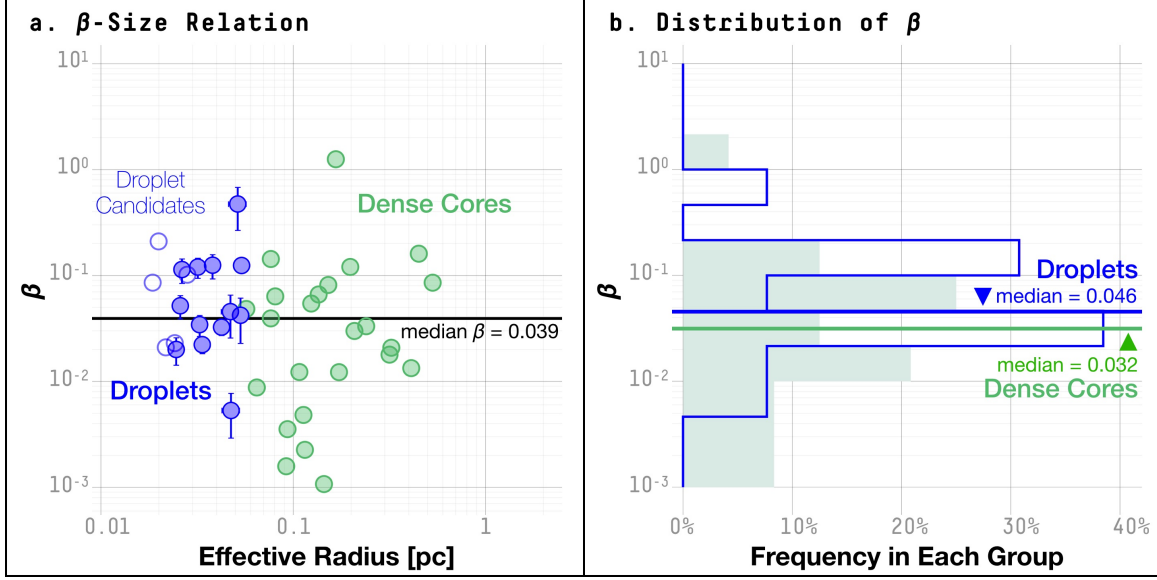 a. β-Size Relation
10¹
10⁰
10⁻¹
10⁻²
10⁻³
β
Droplet
Candidates
Dense Cores
median β = 0.039
Droplets
0.01
0.1
1
Effective Radius [pc]
b. Distribution of β
10¹
10⁰
10⁻¹
10⁻²
10⁻³
β
Droplets
▼ median = 0.046
▲
median = 0.032
Dense Cores
0%
10%
20%
30%
40%
Frequency in Each Group